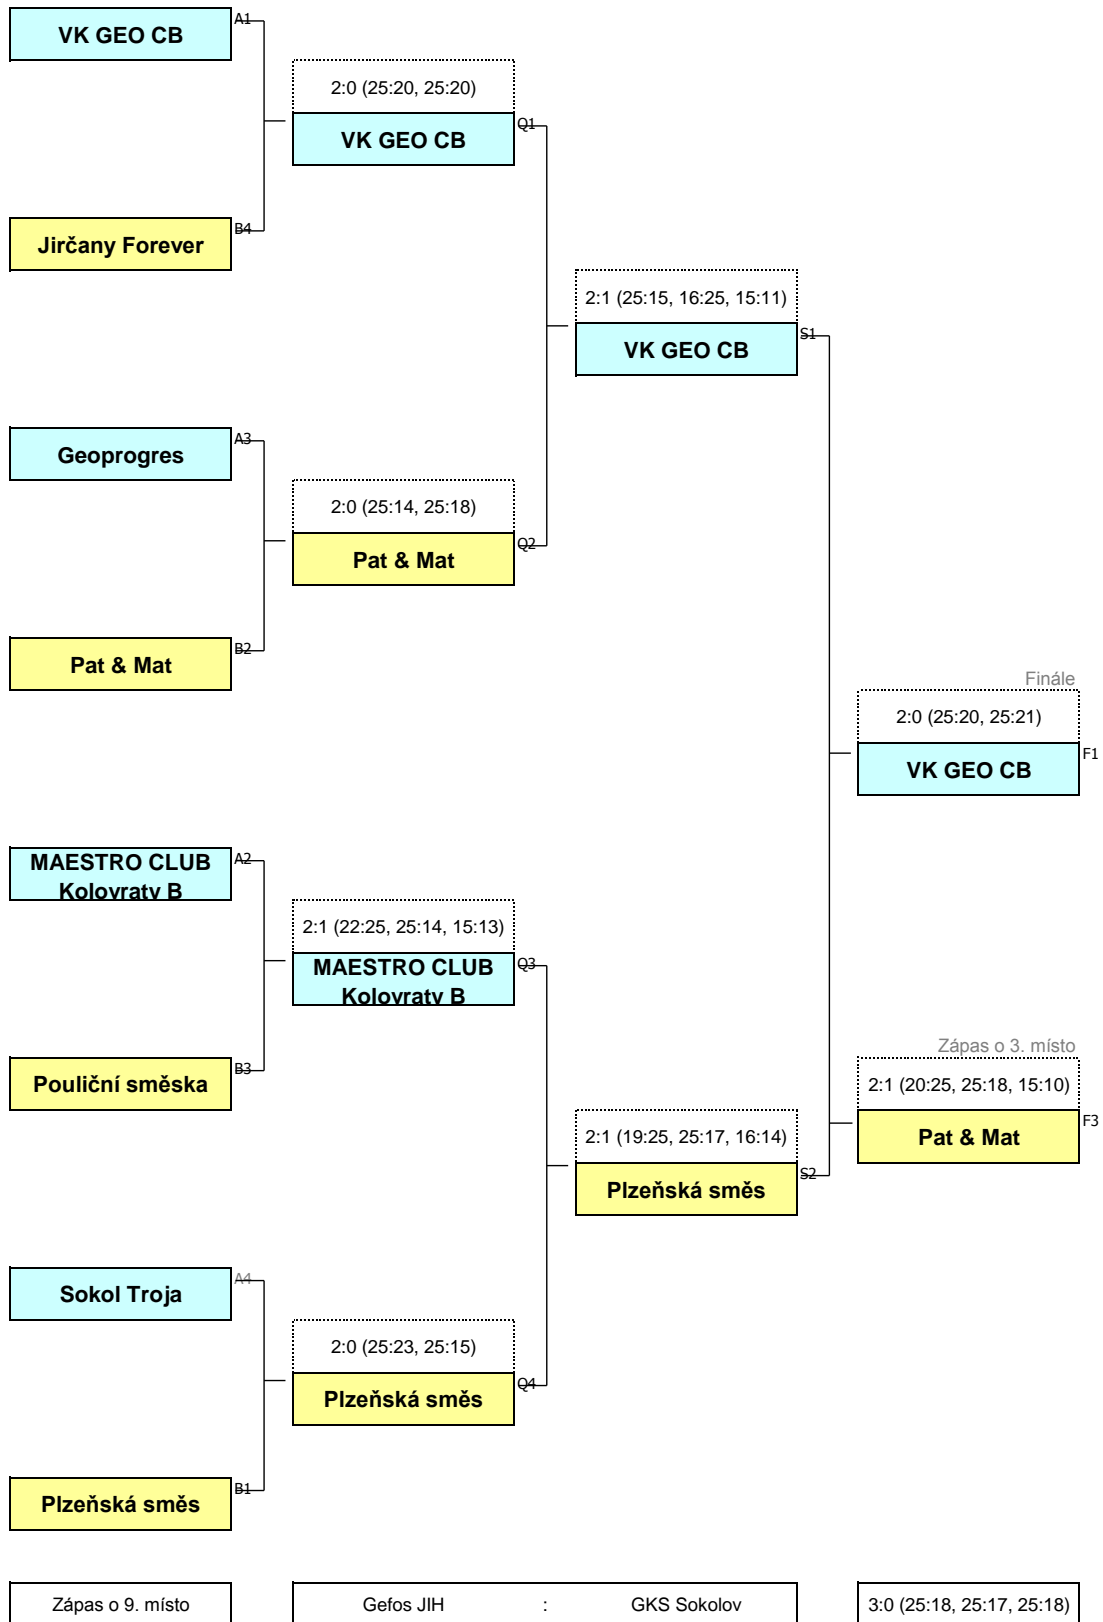 VK GEO CB
A1
2:0 (25:20, 25:20)
VK GEO CB
Q1
Jirčany Forever
B4
2:1 (25:15, 16:25, 15:11)
VK GEO CB
S1
Geoprogres
A3
2:0 (25:14, 25:18)
Pat & Mat
Q2
Pat & Mat
B2
Finále
2:0 (25:20, 25:21)
VK GEO CB
F1
MAESTRO CLUB
Kolovraty B
A2
2:1 (22:25, 25:14, 15:13)
MAESTRO CLUB
Kolovraty B
Q3
Pouliční směska
B3
Zápas o 3. místo
2:1 (20:25, 25:18, 15:10)
Pat & Mat
F3
2:1 (19:25, 25:17, 16:14)
Plzeňská směs
S2
Sokol Troja
A4
2:0 (25:23, 25:15)
Plzeňská směs
Q4
Plzeňská směs
B1
Zápas o 9. místo
Gefos JIH : GKS Sokolov
3:0 (25:18, 25:17, 25:18)